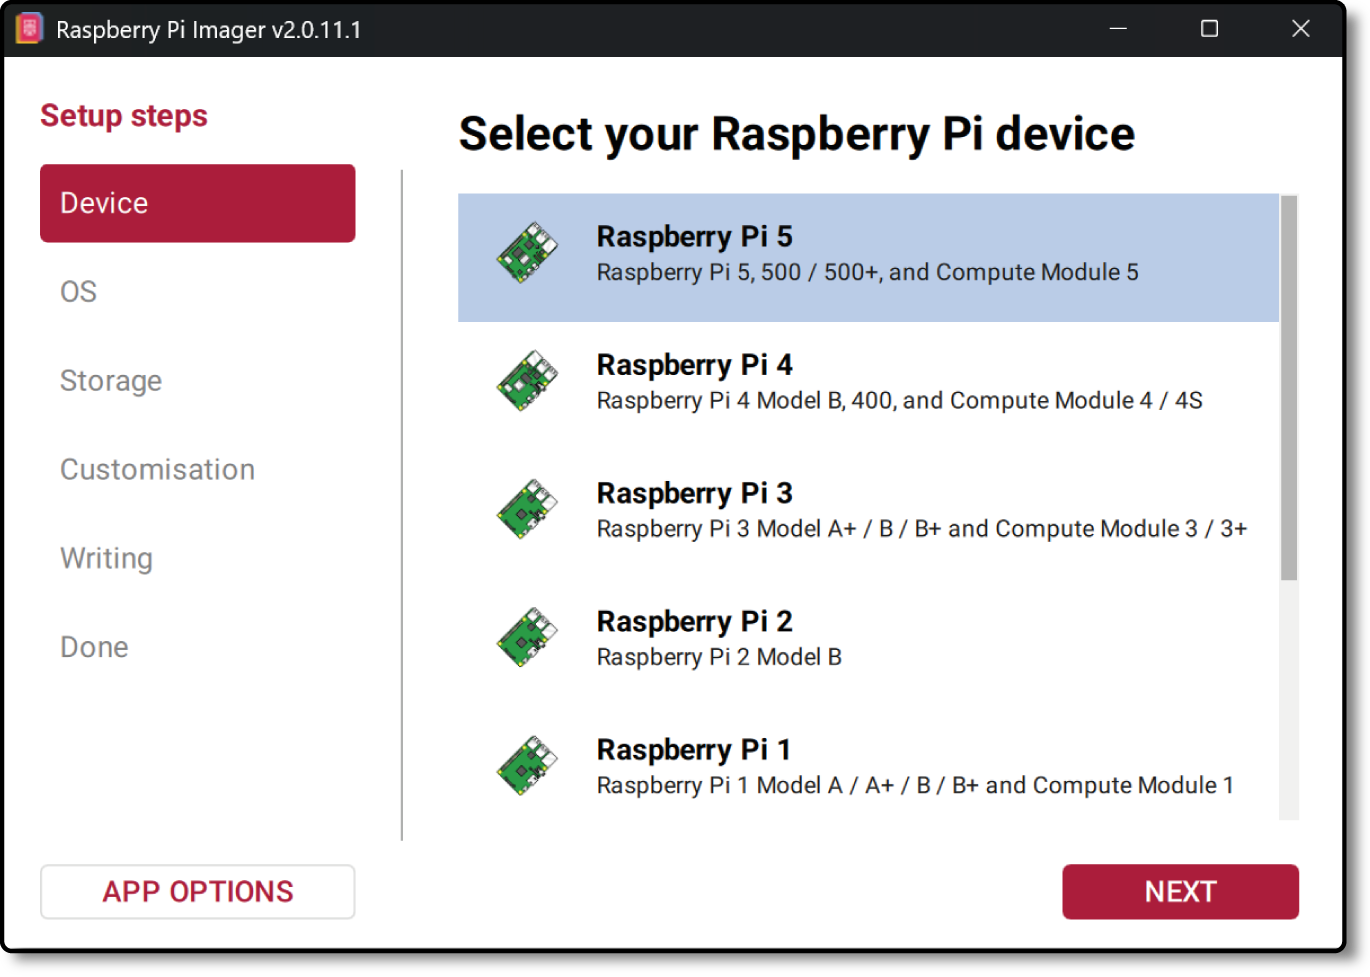 Raspberry Pi Imager v2.0.11.1
Setup steps
Device
OS
Storage
Customisation
Writing
Done
APP OPTIONS
Select your Raspberry Pi device
Raspberry Pi 5
Raspberry Pi 5, 500 / 500+, and Compute Module 5
Raspberry Pi 4
Raspberry Pi 4 Model B, 400, and Compute Module 4 / 4S
Raspberry Pi 3
Raspberry Pi 3 Model A+ / B / B+ and Compute Module 3 / 3+
Raspberry Pi 2
Raspberry Pi 2 Model B
Raspberry Pi 1
Raspberry Pi 1 Model A / A+ / B / B+ and Compute Module 1
NEXT